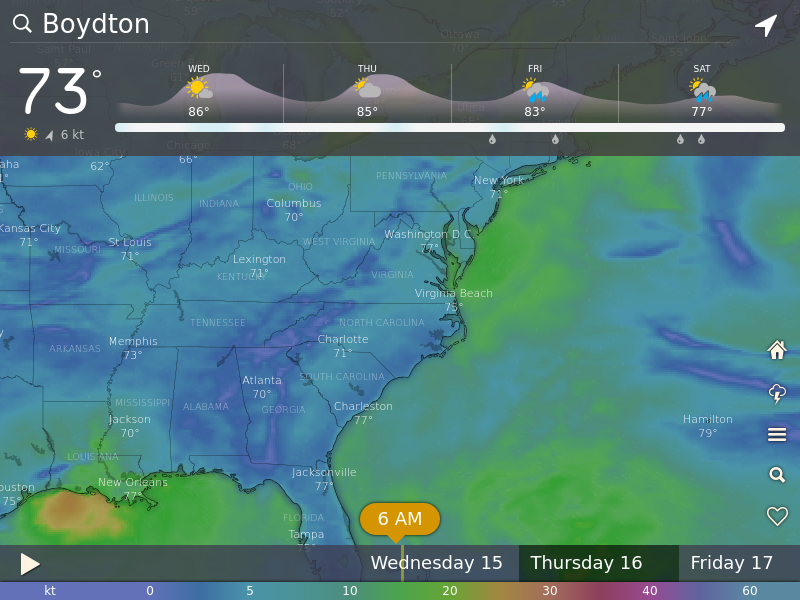 Boydton
Ottawa
70°
Saint Paul
73°
6 kt
WED
THU
FRI
SAT
86°
85°
83°
77°
Chicago
66°
Iowa City
62°
ILLINOIS
INDIANA
OHIO
Columbus
70°
PENNSYLVANIA
New York
71°
Kansas City
71°
MISSOURI
St Louis
71°
WEST VIRGINIA
Washington D.C.
77°
Lexington
71°
KENTUCKY
VIRGINIA
Virginia Beach
75°
TENNESSEE
NORTH CAROLINA
Charlotte
71°
ARKANSAS
Memphis
73°
Atlanta
70°
SOUTH CAROLINA
MISSISSIPPI
ALABAMA
GEORGIA
Charleston
77°
Jackson
70°
Hamilton
79°
LOUISIANA
New Orleans
77°
ouston
75°
Jacksonville
77°
FLORIDA
Tampa
6 AM
Wednesday 15
Thursday 16
Friday 17
kt
0
5
10
20
30
40
60